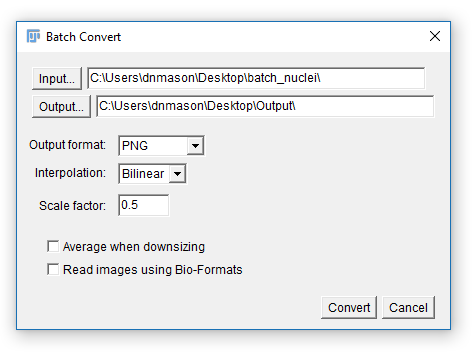 Batch Convert
Input... C:\Users\dnmason\Desktop\batch_nuclei\
Output... C:\Users\dnmason\Desktop\Output\
Output format: PNG
Interpolation: Bilinear
Scale factor: 0.5
Average when downsizing
Read images using Bio-Formats
Convert Cancel